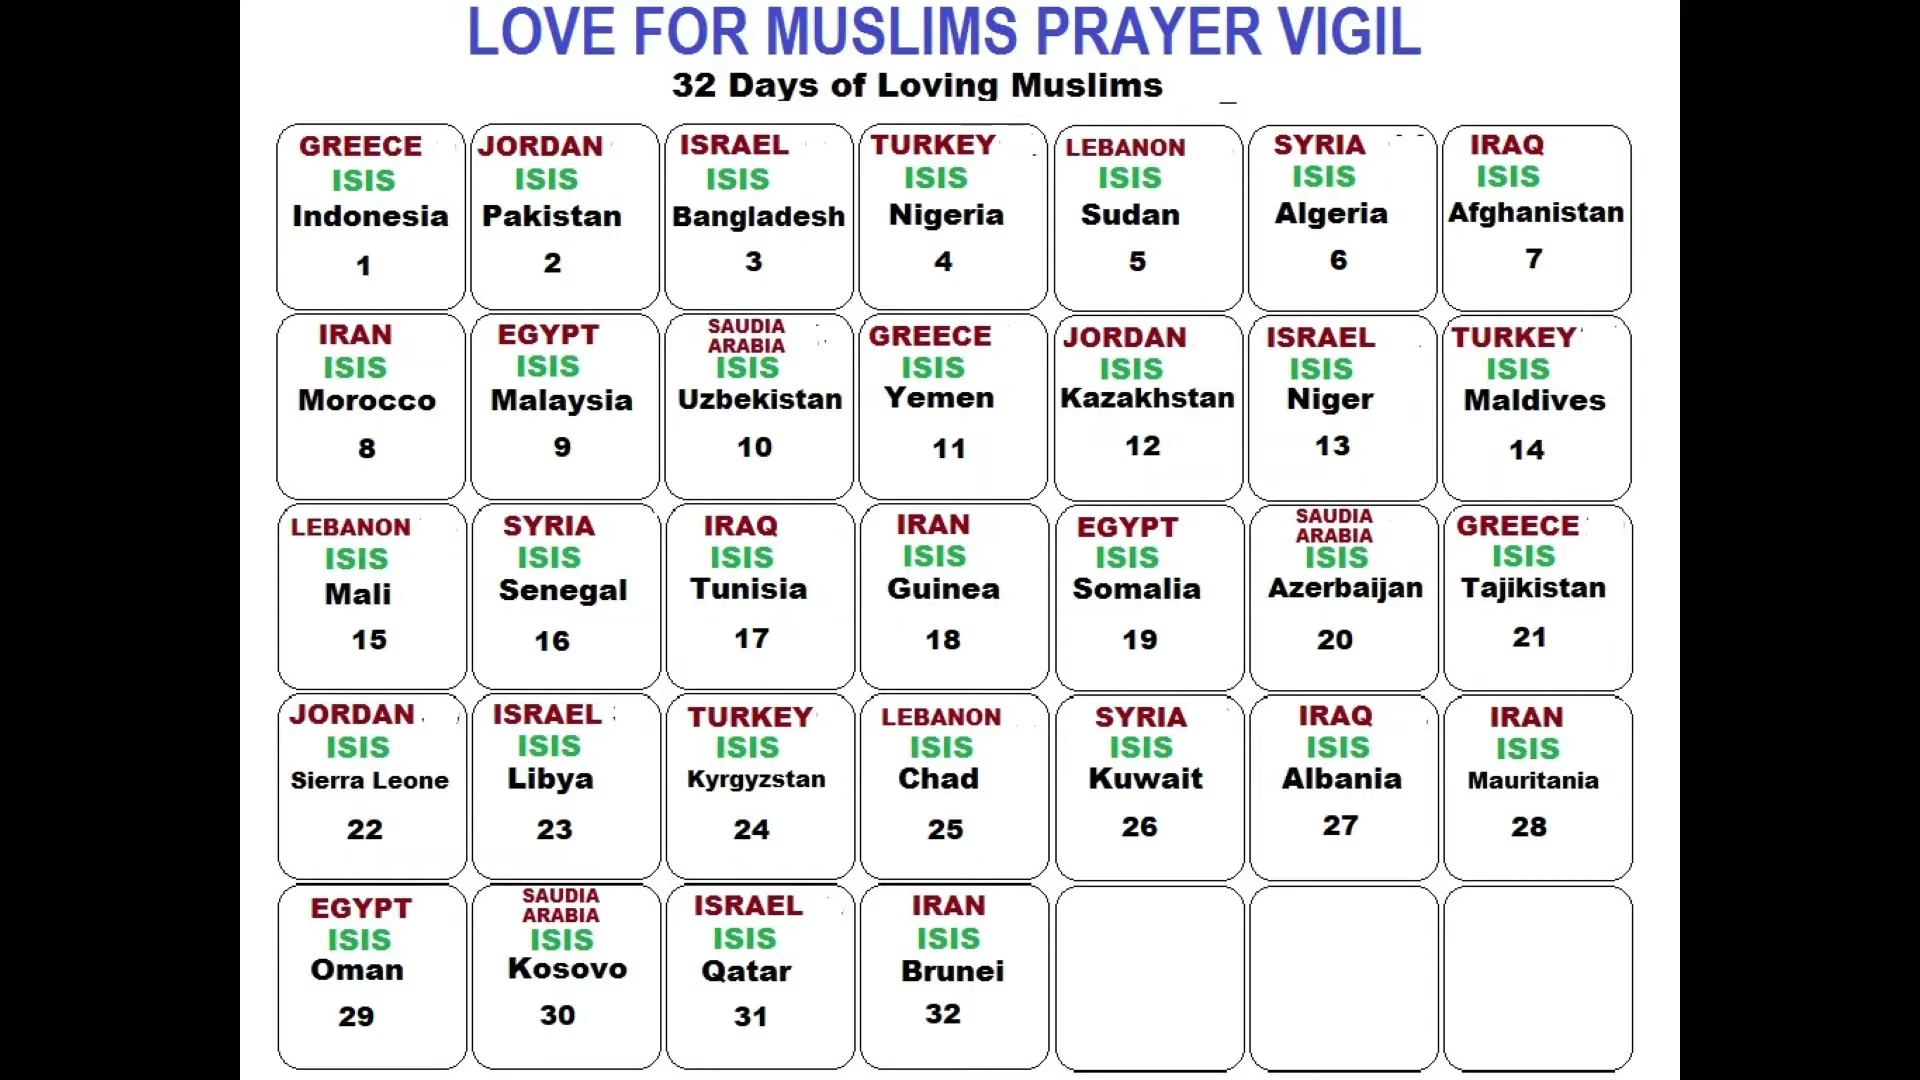 LOVE FOR MUSLIMS PRAYER VIGIL
32 Days of Loving Muslims
GREECE
ISIS
Indonesia
1
JORDAN
ISIS
Pakistan
2
ISRAEL
ISIS
Bangladesh
3
TURKEY
ISIS
Nigeria
4
LEBANON
ISIS
Sudan
5
SYRIA
ISIS
Algeria
6
IRAQ
ISIS
Afghanistan
7
IRAN
ISIS
Morocco
8
EGYPT
ISIS
Malaysia
9
SAUDIA
ARABIA
ISIS
Uzbekistan
10
GREECE
ISIS
Yemen
11
JORDAN
ISIS
Kazakhstan
12
ISRAEL
ISIS
Niger
13
TURKEY
ISIS
Maldives
14
LEBANON
ISIS
Mali
15
SYRIA
ISIS
Senegal
16
IRAQ
ISIS
Tunisia
17
IRAN
ISIS
Guinea
18
EGYPT
ISIS
Somalia
19
SAUDIA
ARABIA
ISIS
Azerbaijan
20
GREECE
ISIS
Tajikistan
21
JORDAN
ISIS
Sierra Leone
22
ISRAEL
ISIS
Libya
23
TURKEY
ISIS
Kyrgyzstan
24
LEBANON
ISIS
Chad
25
SYRIA
ISIS
Kuwait
26
IRAQ
ISIS
Albania
27
IRAN
ISIS
Mauritania
28
EGYPT
ISIS
Oman
29
SAUDIA
ARABIA
ISIS
Kosovo
30
ISRAEL
ISIS
Qatar
31
IRAN
ISIS
Brunei
32